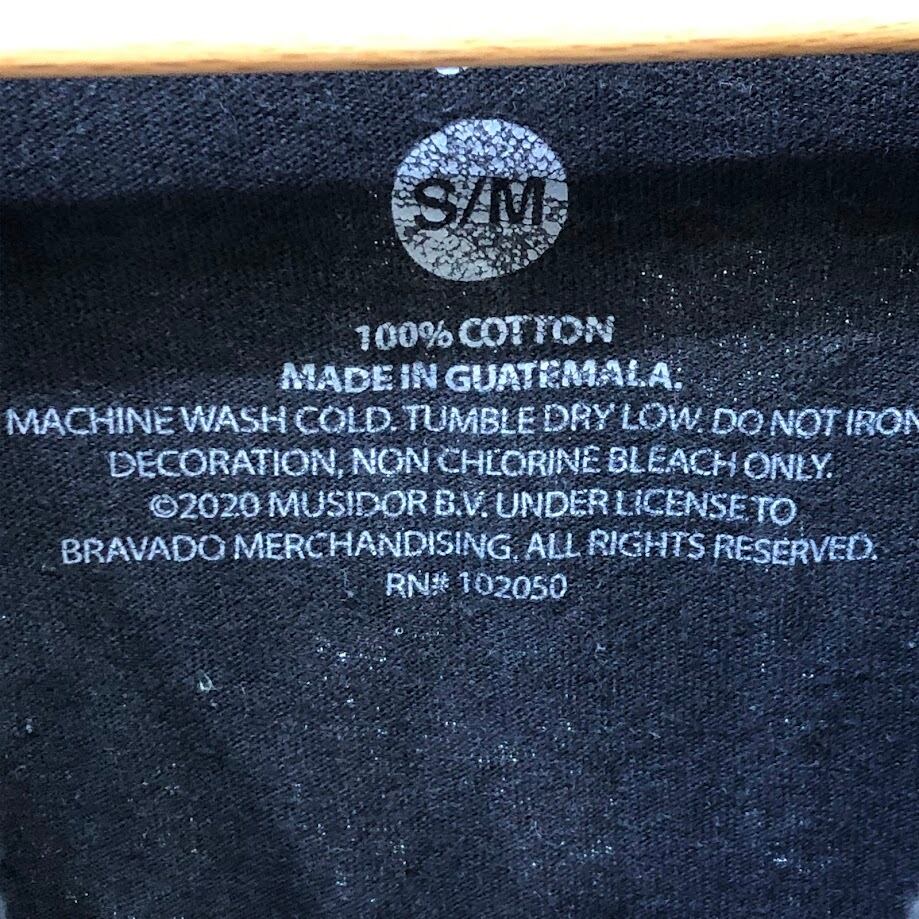 S/M
100% COTTON
MADE IN GUATEMALA.
MACHINE WASH COLD. TUMBLE DRY LOW. DO NOT IRON
DECORATION, NON CHLORINE BLEACH ONLY.
©2020 MUSIDOR B.V. UNDER LICENSE TO
BRAVADO MERCHANDISING. ALL RIGHTS RESERVED.
RN# 102050